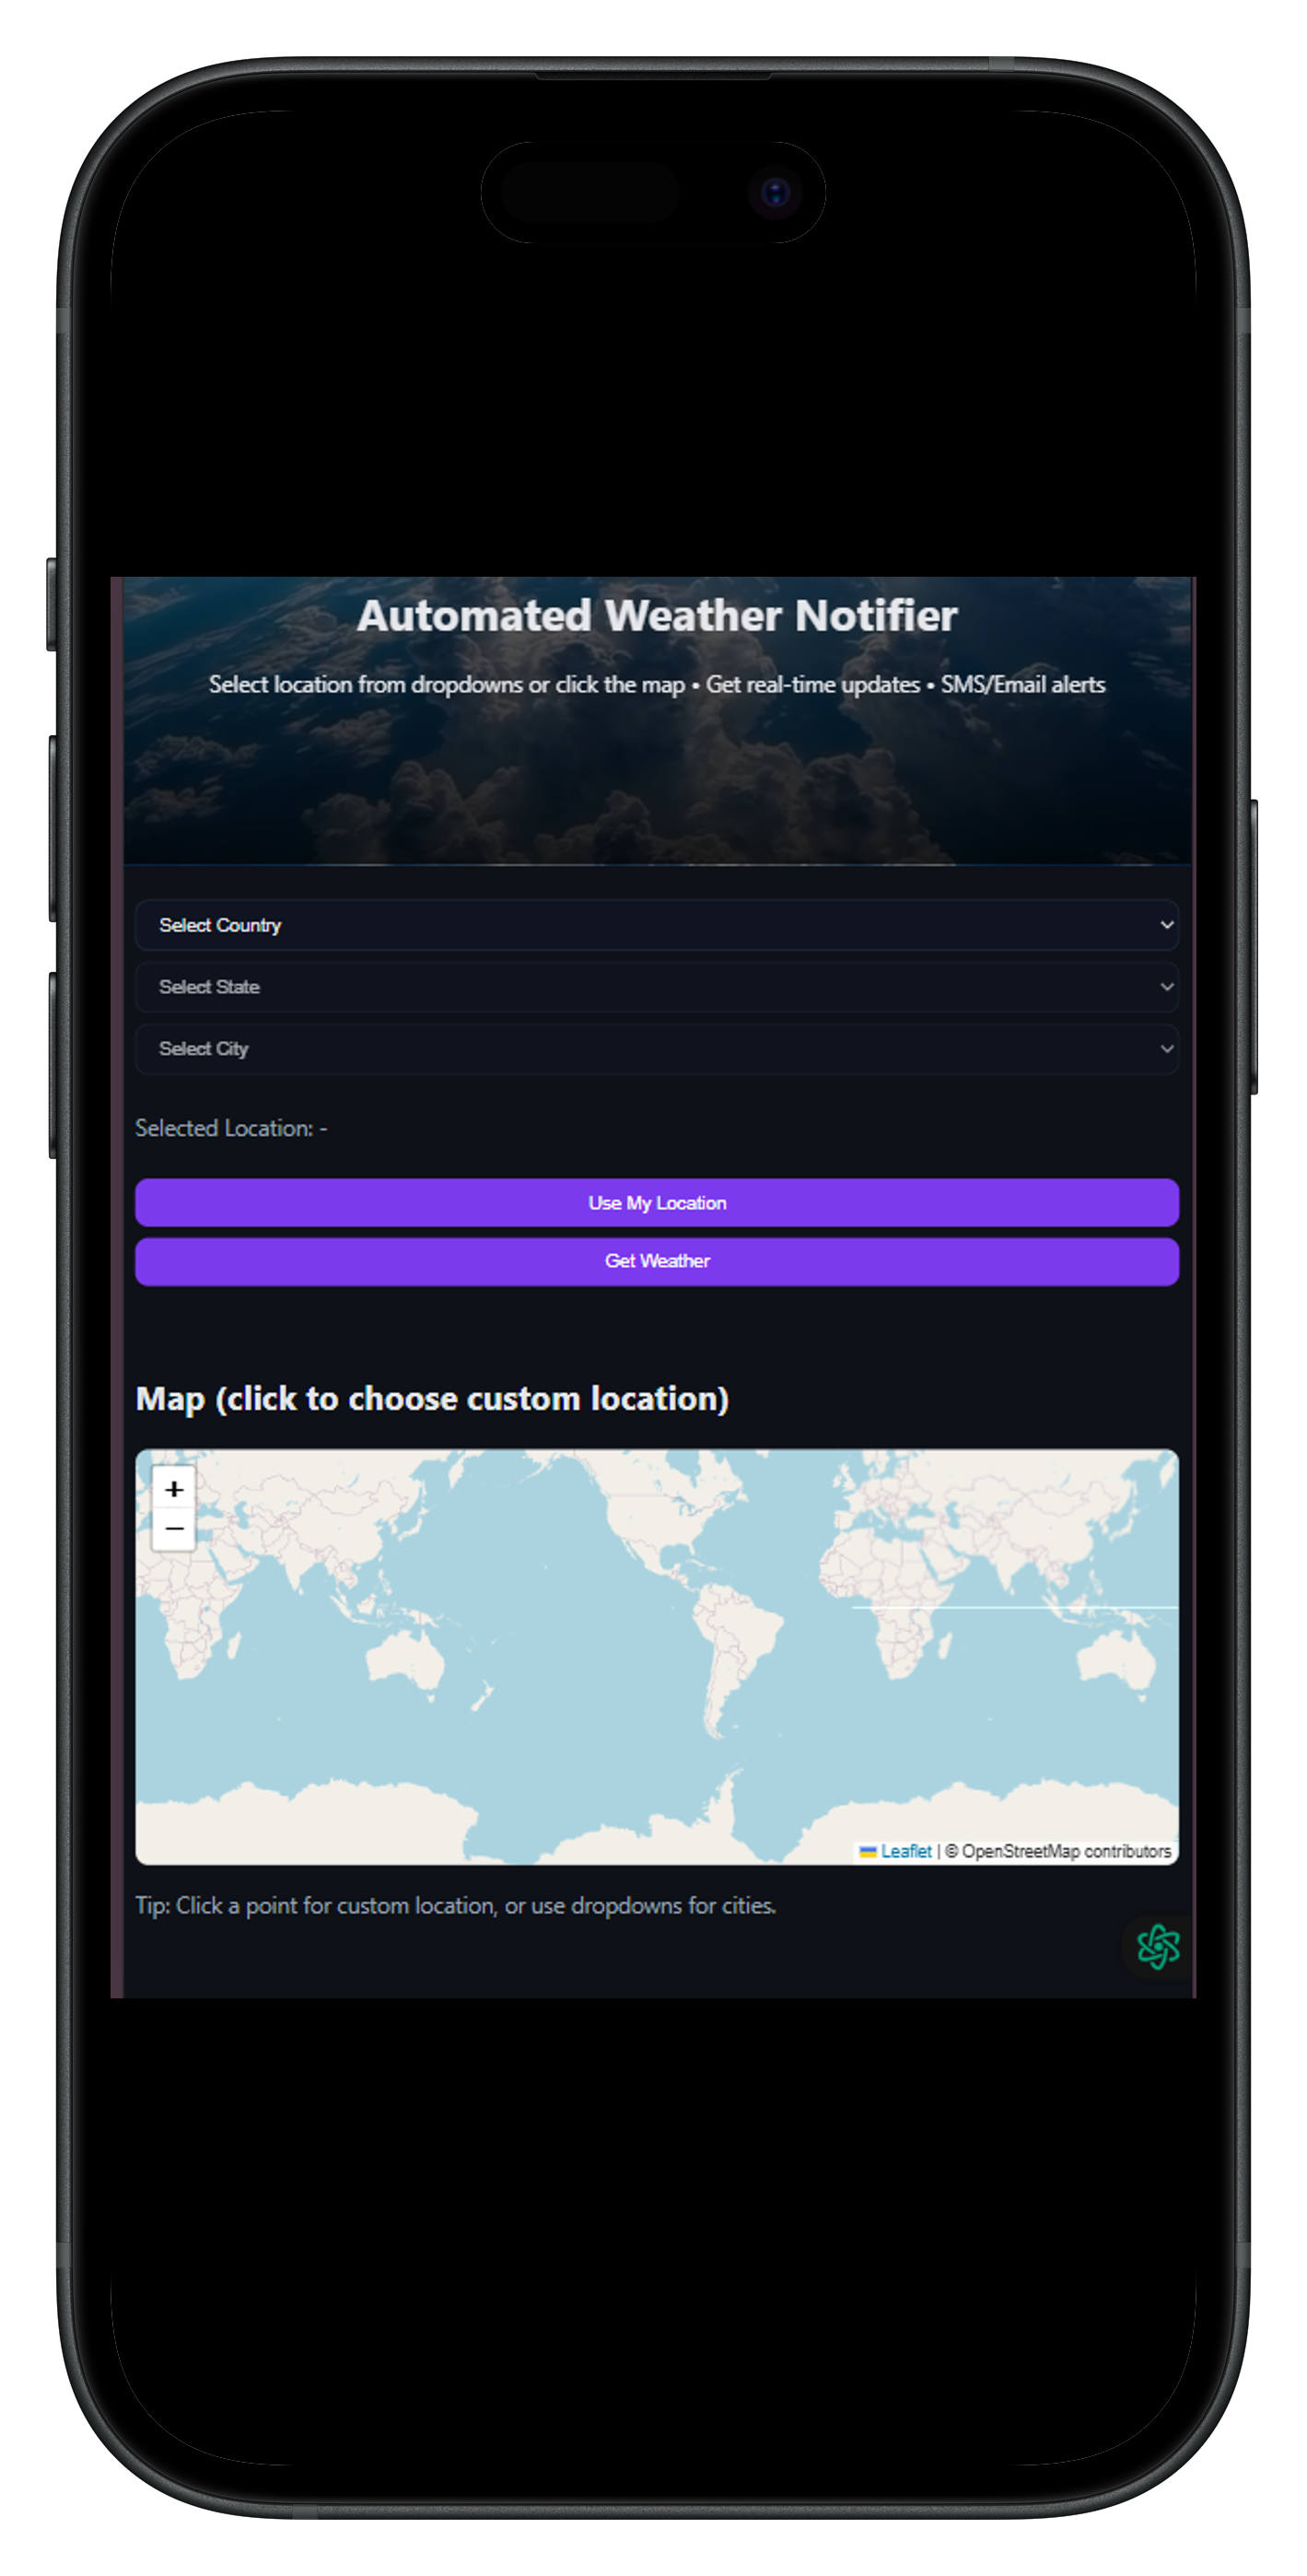 Automated Weather Notifier
Select location from dropdowns or click the map • Get real-time updates • SMS/Email alerts
Select Country
Select State
Select City
Selected Location: -
Use My Location
Get Weather
Map (click to choose custom location)
+
−
Leaflet | © OpenStreetMap contributors
Tip: Click a point for custom location, or use dropdowns for cities.